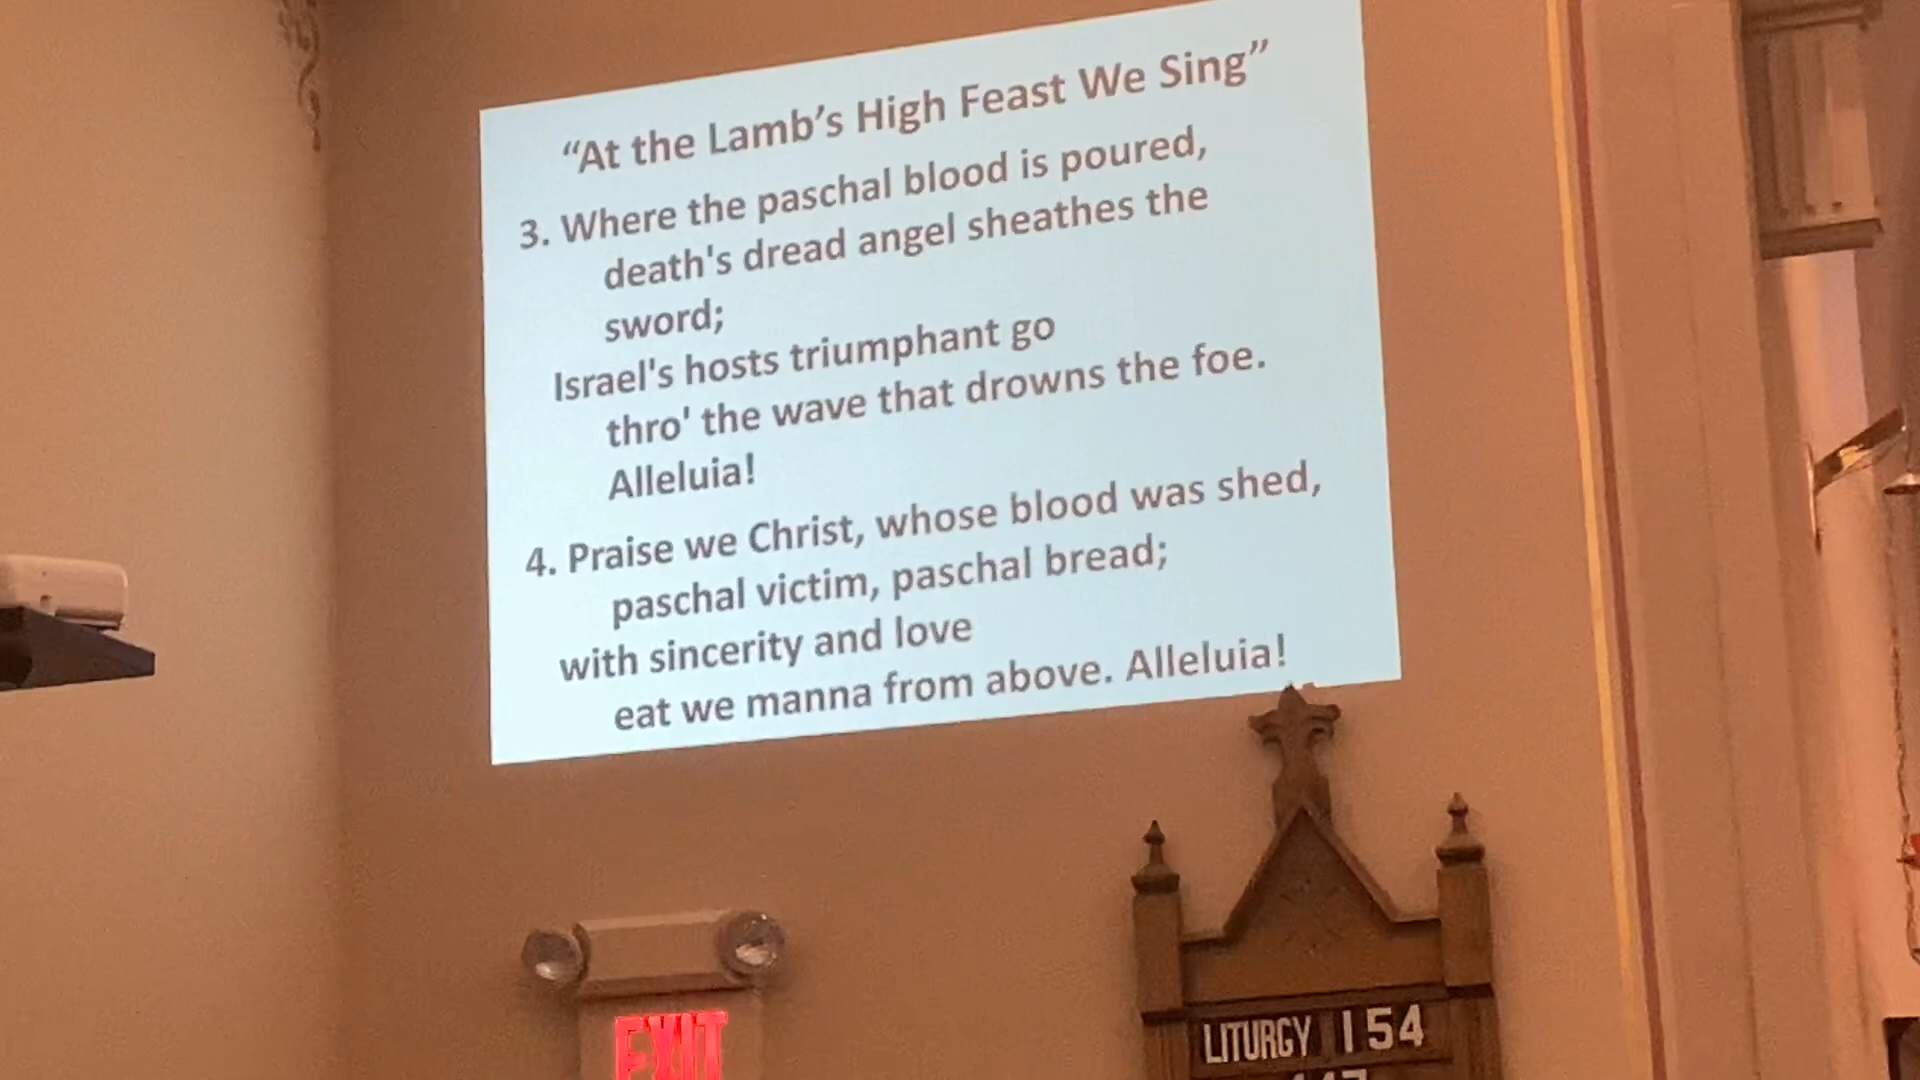 “At the Lamb’s High Feast We Sing”
3. Where the paschal blood is poured,
death's dread angel sheathes the
sword;
Israel's hosts triumphant go
thro' the wave that drowns the foe.
Alleluia!
4. Praise we Christ, whose blood was shed,
paschal victim, paschal bread;
with sincerity and love
eat we manna from above. Alleluia!
EXIT
LITURGY 154